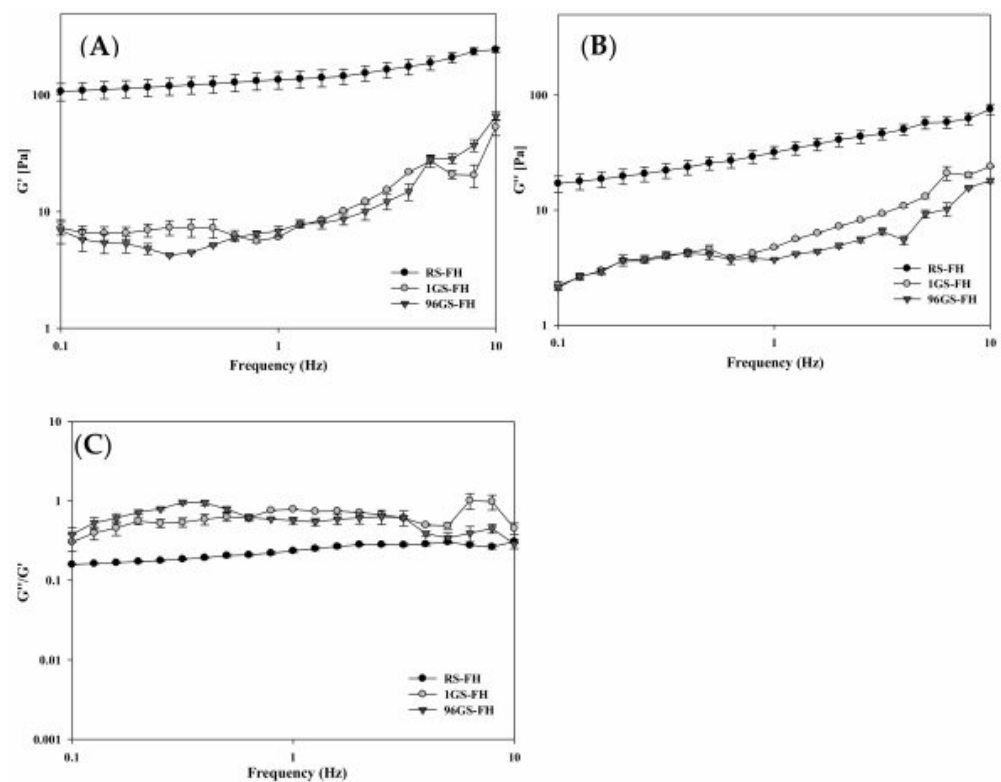 (A)
G' [Pa]
100
10
1
0.1
1
10
Frequency (Hz)
RS-FH
1GS-FH
96GS-FH
(B)
G'' [Pa]
100
10
1
0.1
1
10
Frequency (Hz)
RS-FH
1GS-FH
96GS-FH
(C)
G''/G'
10
1
0.1
0.01
0.001
0.1
1
10
Frequency (Hz)
RS-FH
1GS-FH
96GS-FH